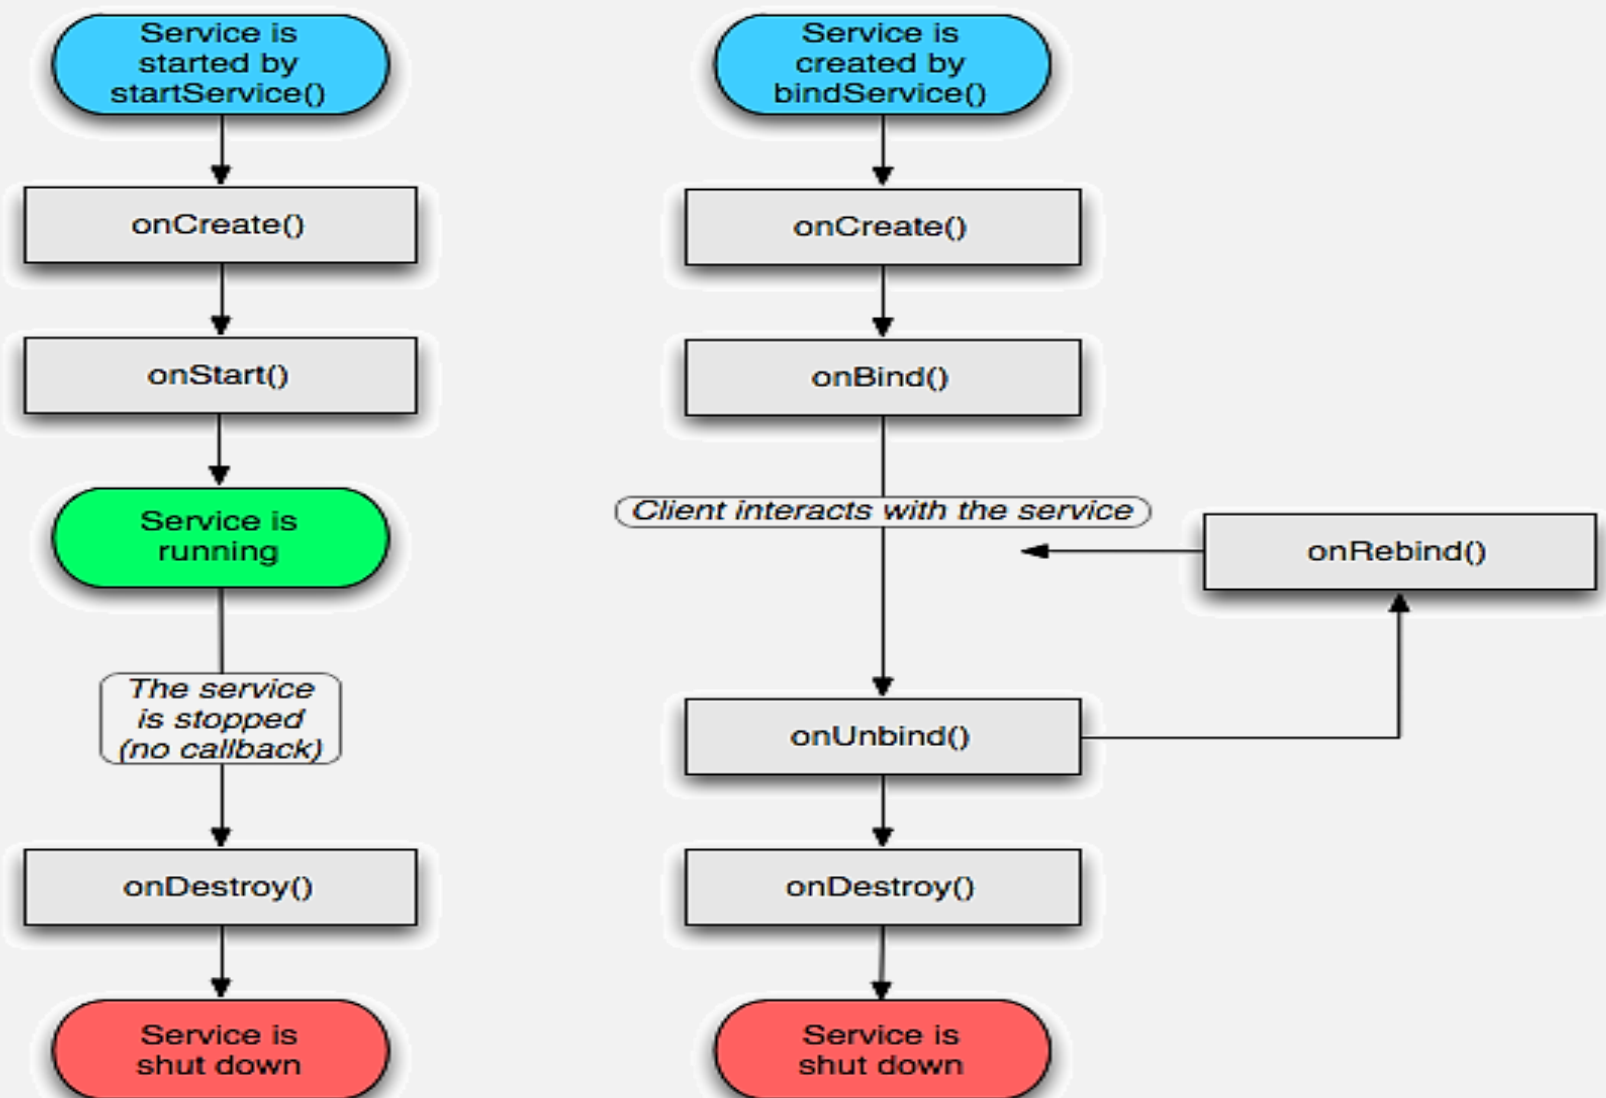 Service is
started by
startService()
onCreate()
onStart()
Service is
running
The service
is stopped
(no callback)
onDestroy()
Service is
shut down
Service is
created by
bindService()
onCreate()
onBind()
Client interacts with the service
onRebind()
onUnbind()
onDestroy()
Service is
shut down